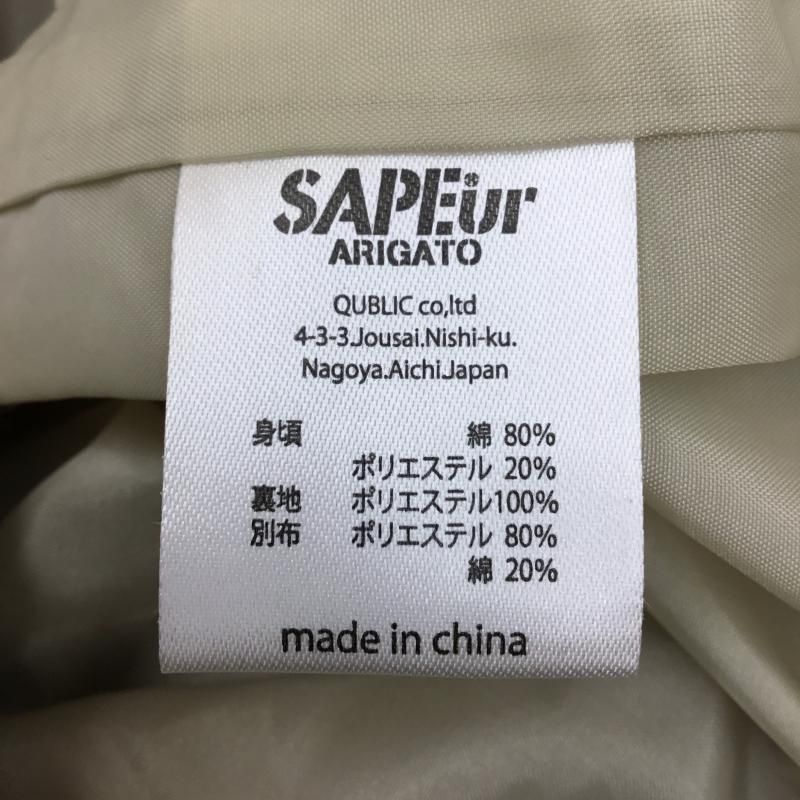 SAPEur
ARIGATO
QUBLIC co,ltd
4-3-3.Jousai.Nishi-ku.
Nagoya.Aichi.Japan
身頃 綿 80%
ポリエステル 20%
裏地 ポリエステル100%
別布 ポリエステル 80%
綿 20%
made in china